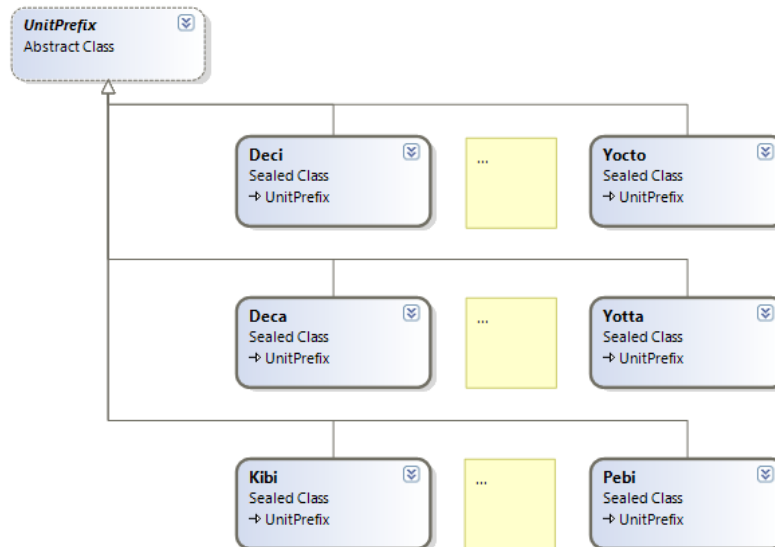 UnitPrefix
Abstract Class
Deci
Sealed Class
→ UnitPrefix
...
Yocto
Sealed Class
→ UnitPrefix
Deca
Sealed Class
→ UnitPrefix
...
Yotta
Sealed Class
→ UnitPrefix
Kibi
Sealed Class
→ UnitPrefix
...
Pebi
Sealed Class
→ UnitPrefix